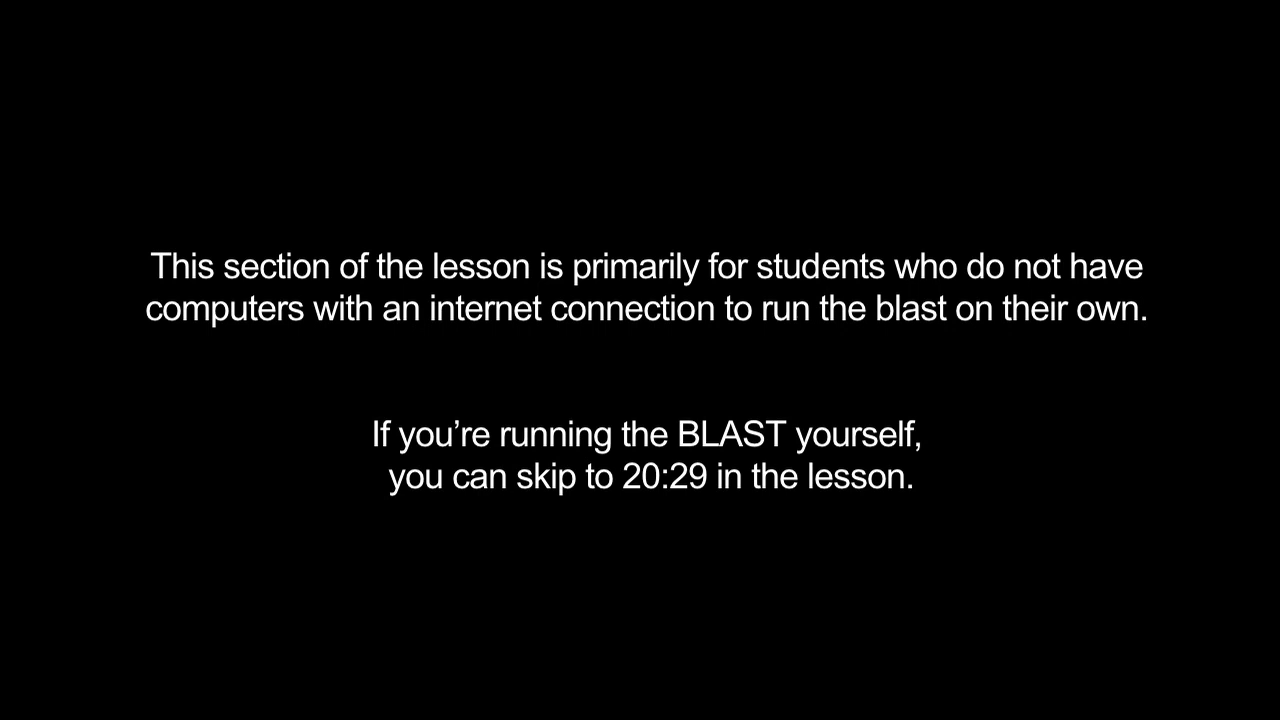 This section of the lesson is primarily for students who do not have
computers with an internet connection to run the blast on their own.
If you’re running the BLAST yourself,
you can skip to 20:29 in the lesson.